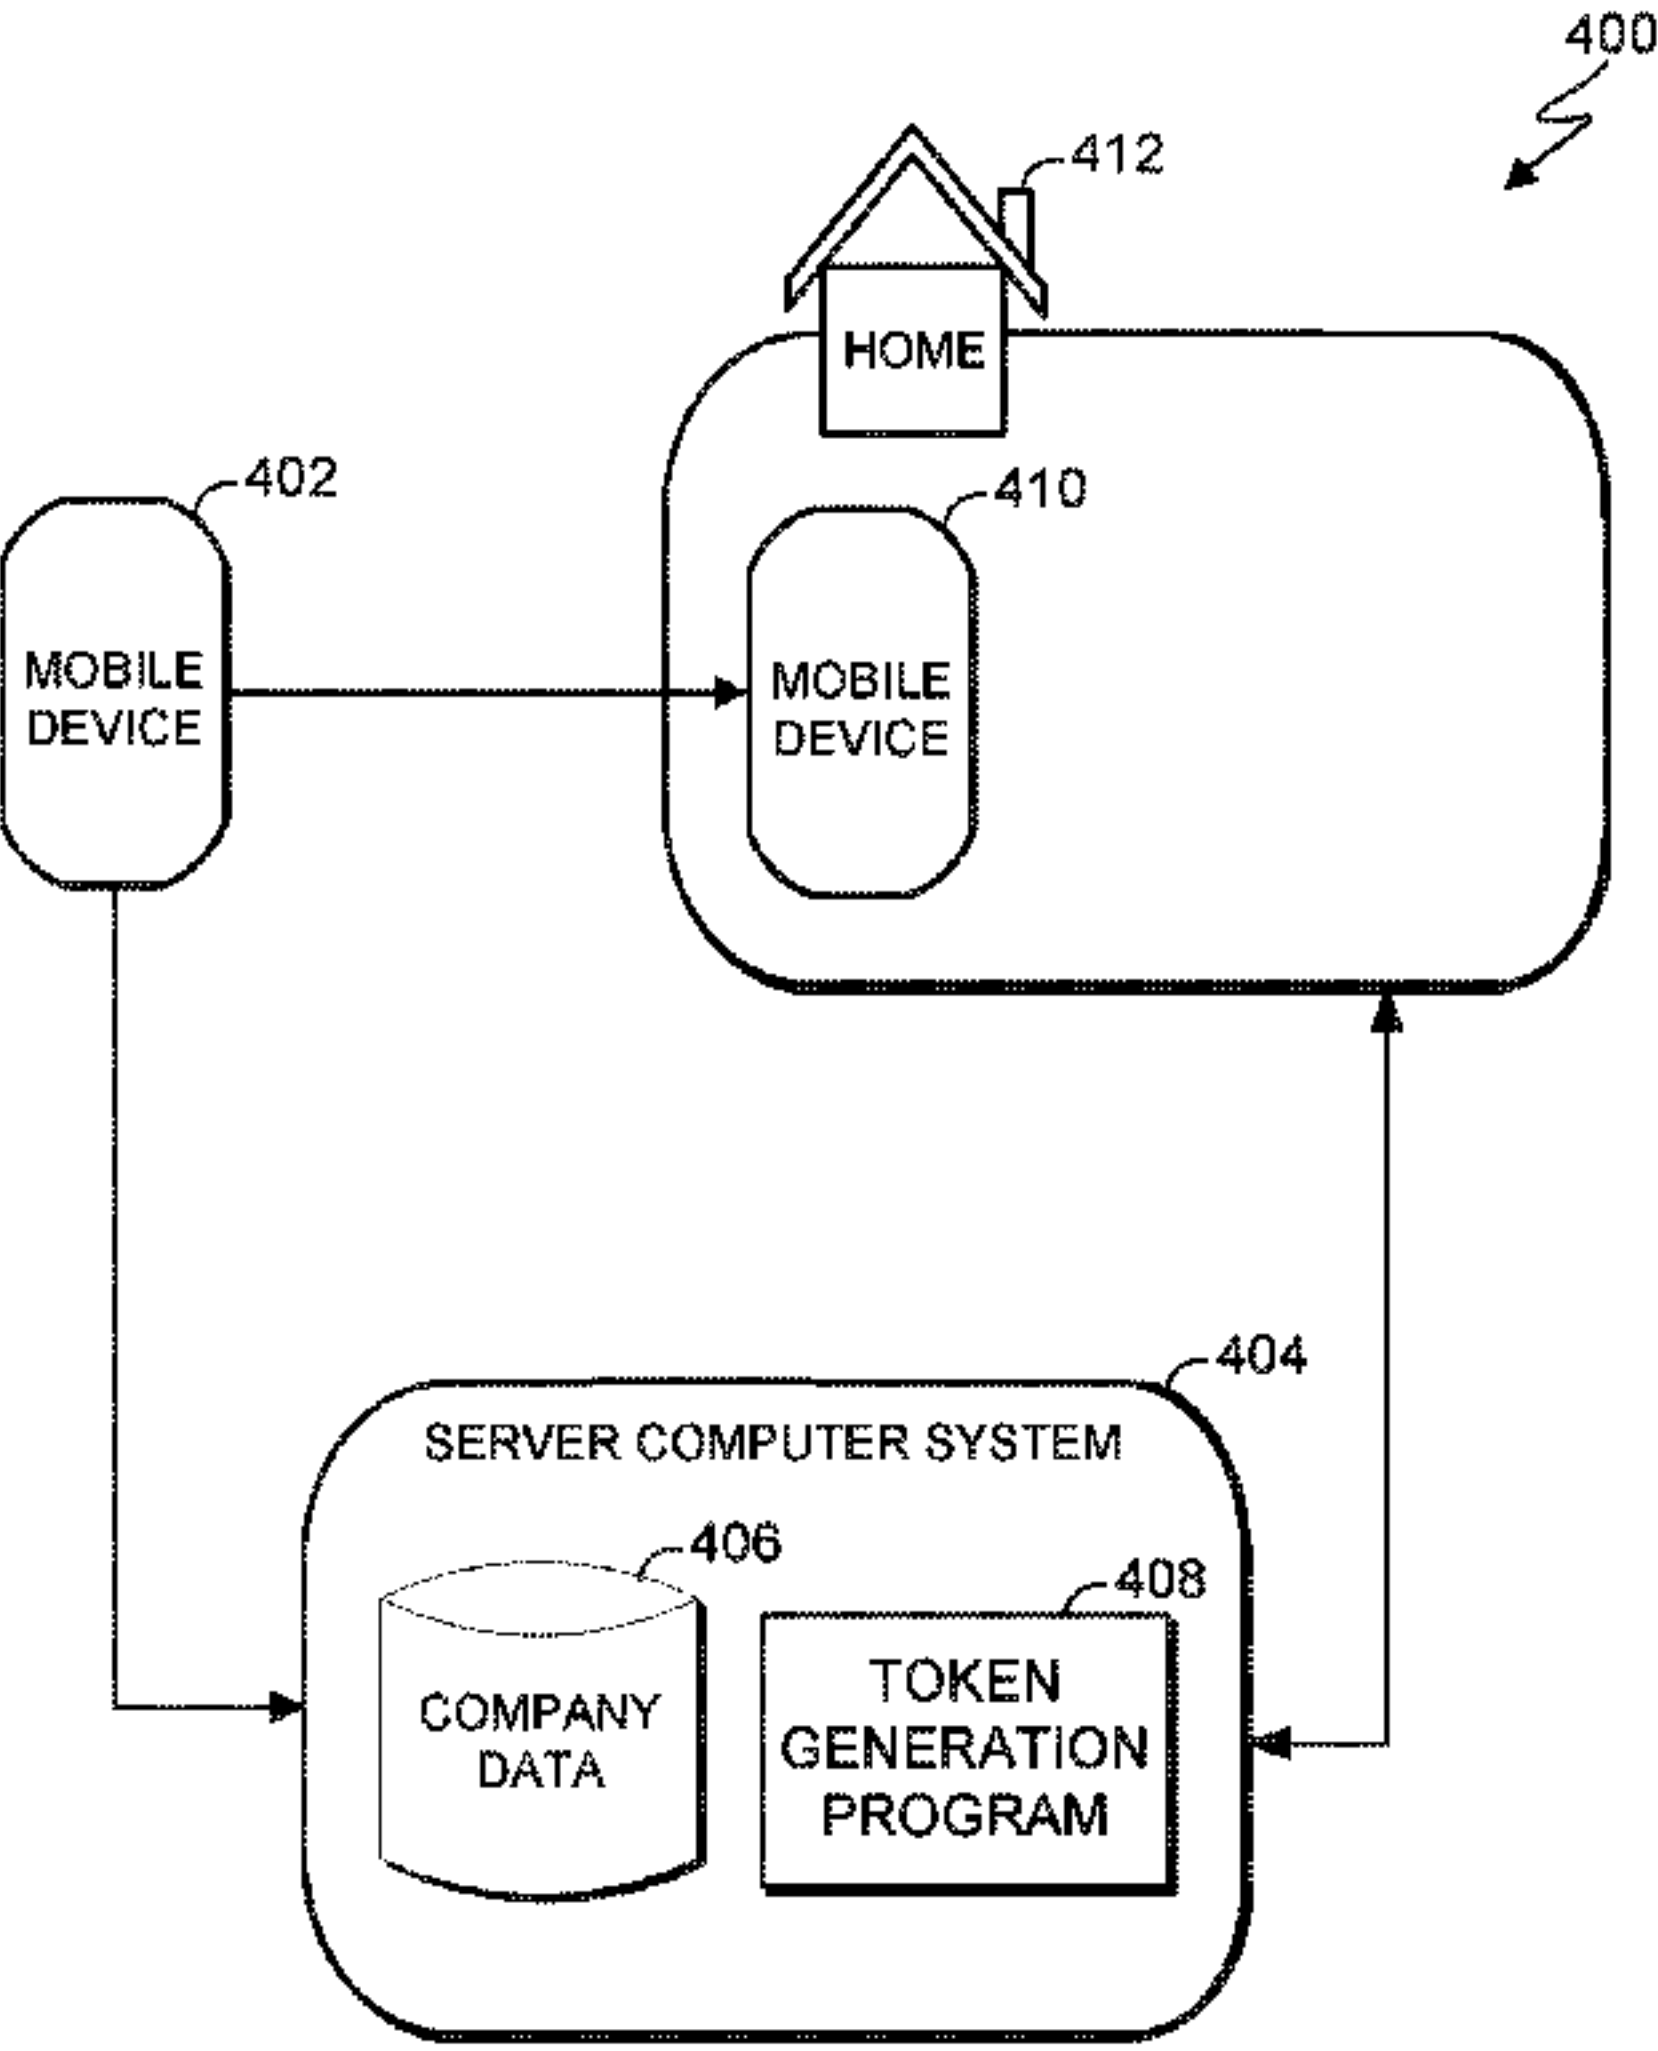 400
412
HOME
402
410
MOBILE
DEVICE
MOBILE
DEVICE
404
SERVER COMPUTER SYSTEM
406
408
COMPANY
DATA
TOKEN
GENERATION
PROGRAM